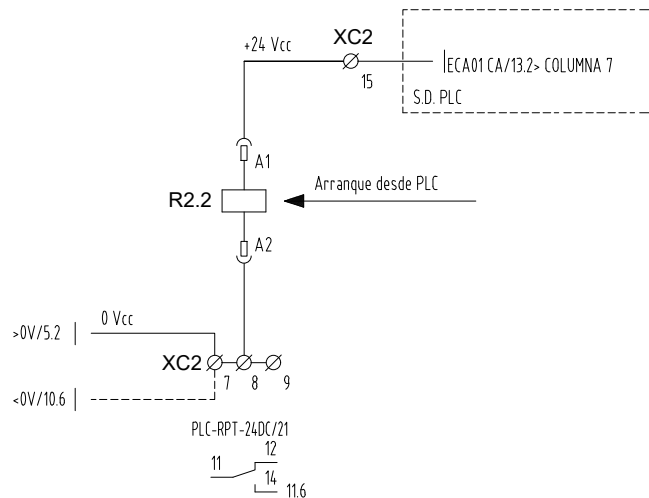 XC2
+24 Vcc
ECA01 CA/13.2> COLUMNA 7
15
S.D. PLC
A1
Arranque desde PLC
R2.2
A2
0 Vcc
>0V/5.2
XC2
7 8 9
<0V/10.6
PLC-RPT-24DC/21
12
11
14
11.6